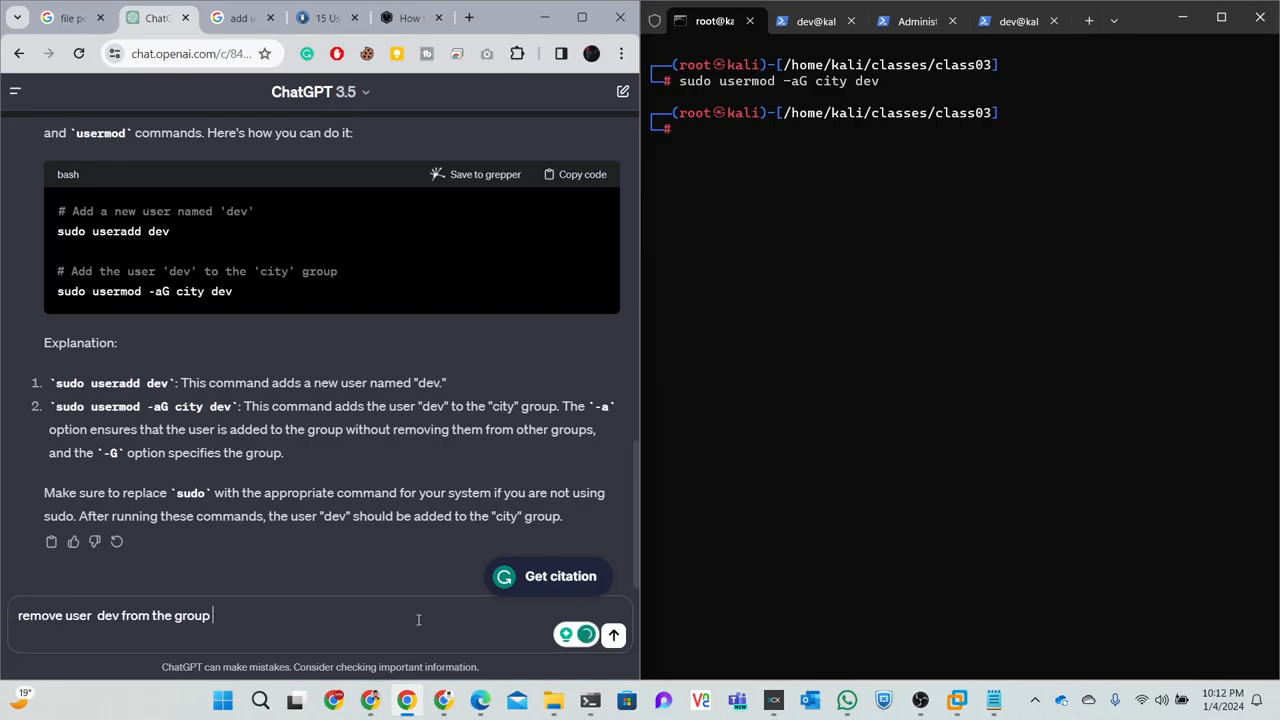 file pe
ChatG
add u
15 Us
How t
chat.openai.com/c/84...
ChatGPT 3.5
and `usermod` commands. Here's how you can do it:
bash
Save to grepper
Copy code
# Add a new user named 'dev'
sudo useradd dev
# Add the user 'dev' to the 'city' group
sudo usermod -aG city dev
Explanation:
1. `sudo useradd dev`: This command adds a new user named "dev."
2. `sudo usermod -aG city dev`: This command adds the user "dev" to the "city" group. The `-a`
option ensures that the user is added to the group without removing them from other groups,
and the `-G` option specifies the group.
Make sure to replace `sudo` with the appropriate command for your system if you are not using
sudo. After running these commands, the user "dev" should be added to the "city" group.
Get citation
remove user  dev from the group
ChatGPT can make mistakes. Consider checking important information.
root@ka
dev@kal
Administ
dev@kal
(root㉿kali)-[/home/kali/classes/class03]
# sudo usermod -aG city dev
(root㉿kali)-[/home/kali/classes/class03]
#
19°
10:12 PM
1/4/2024